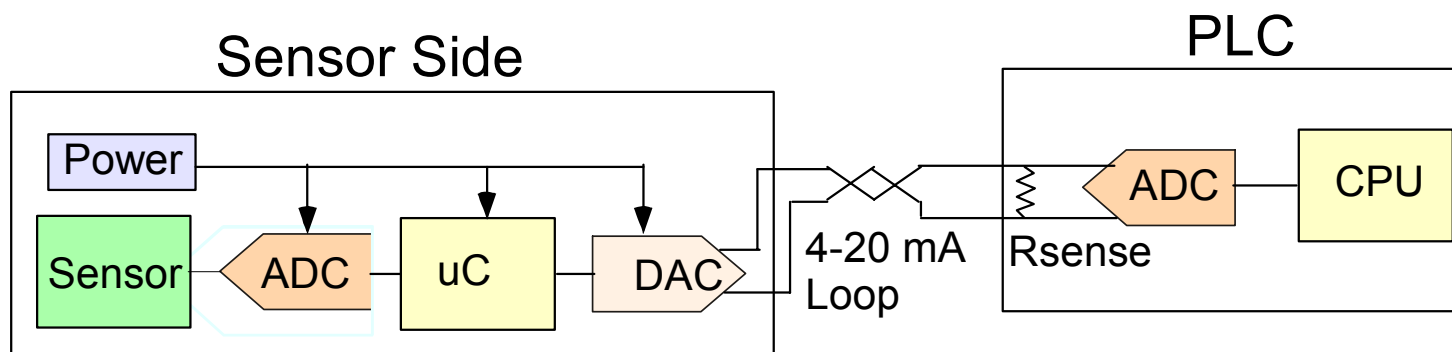 Sensor Side
PLC
Power
Sensor
ADC
uC
DAC
4-20 mA
Loop
Rsense
ADC
CPU